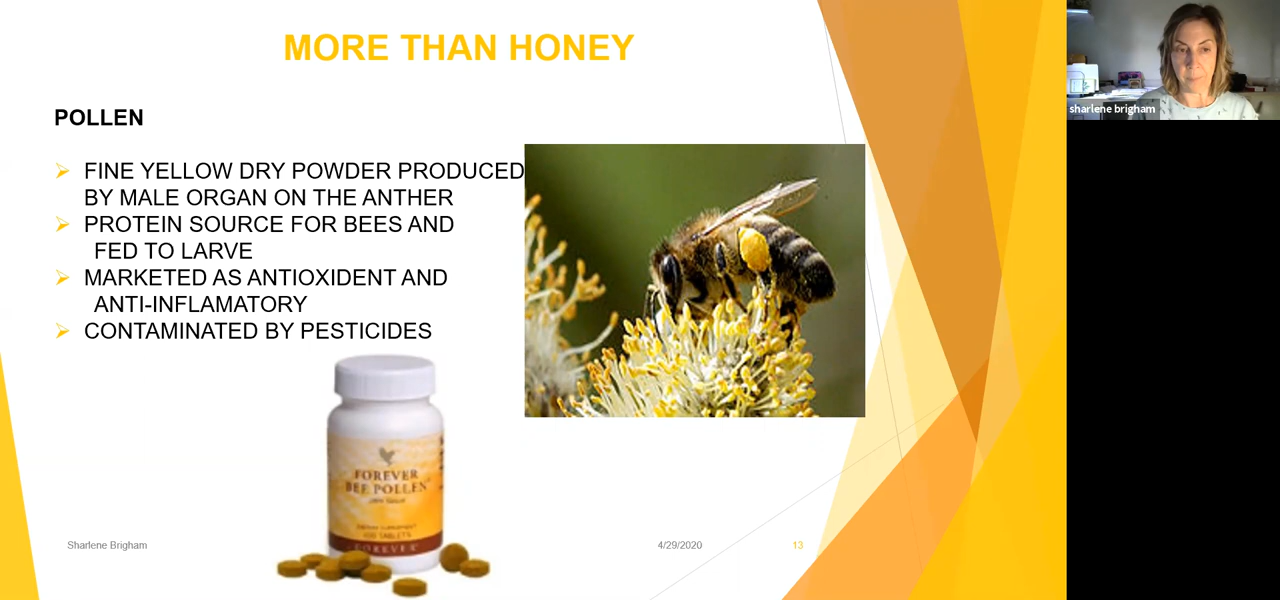 MORE THAN HONEY
sharlene brigham
POLLEN
FINE YELLOW DRY POWDER PRODUCED
BY MALE ORGAN ON THE ANTHER
PROTEIN SOURCE FOR BEES AND
FED TO LARVE
MARKETED AS ANTIOXIDENT AND
ANTI-INFLAMATORY
CONTAMINATED BY PESTICIDES
FOREVER
BEE POLLEN
FOREVER
Sharlene Brigham
4/29/2020
13